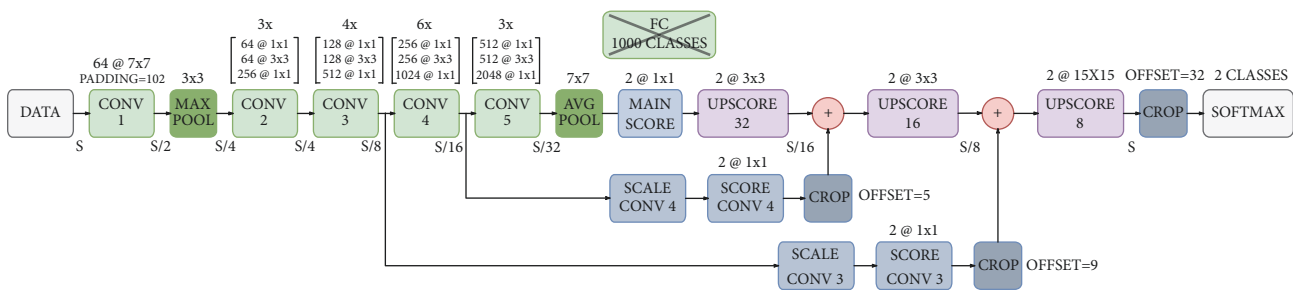 FC
1000 CLASSES
3x
64 @ 1x1
64 @ 3x3
256 @ 1x1
4x
128 @ 1x1
128 @ 3x3
512 @ 1x1
6x
256 @ 1x1
256 @ 3x3
1024 @ 1x1
3x
512 @ 1x1
512 @ 3x3
2048 @ 1x1
64 @ 7x7
PADDING=102
3x3
7x7
2 @ 1x1
2 @ 3x3
2 @ 3x3
2 @ 15X15
OFFSET=32
2 CLASSES
DATA
CONV
1
MAX
POOL
CONV
2
CONV
3
CONV
4
CONV
5
AVG
POOL
MAIN
SCORE
UPSCORE
32
+
UPSCORE
16
+
UPSCORE
8
CROP
SOFTMAX
S
S/2
S/4
S/4
S/8
S/16
S/32
S/16
S/8
S
2 @ 1x1
SCALE
CONV 4
SCORE
CONV 4
CROP
OFFSET=5
2 @ 1x1
SCALE
CONV 3
SCORE
CONV 3
CROP
OFFSET=9